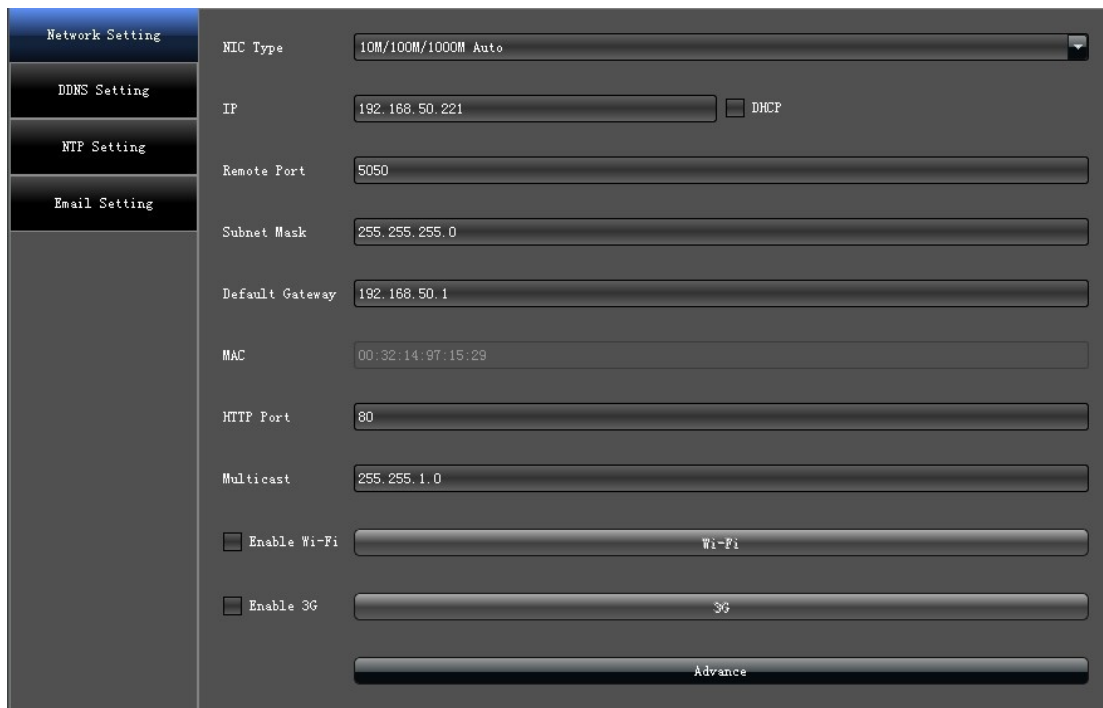 Network Setting
DDNS Setting
NTP Setting
Email Setting
NIC Type 10M/100M/1000M Auto
IP 192.168.50.221 DHCP
Remote Port 5050
Subnet Mask 255.255.255.0
Default Gateway 192.168.50.1
MAC 00:32:14:97:15:29
HTTP Port 80
Multicast 255.255.1.0
Enable Wi-Fi Wi-Fi
Enable 3G 3G
Advance